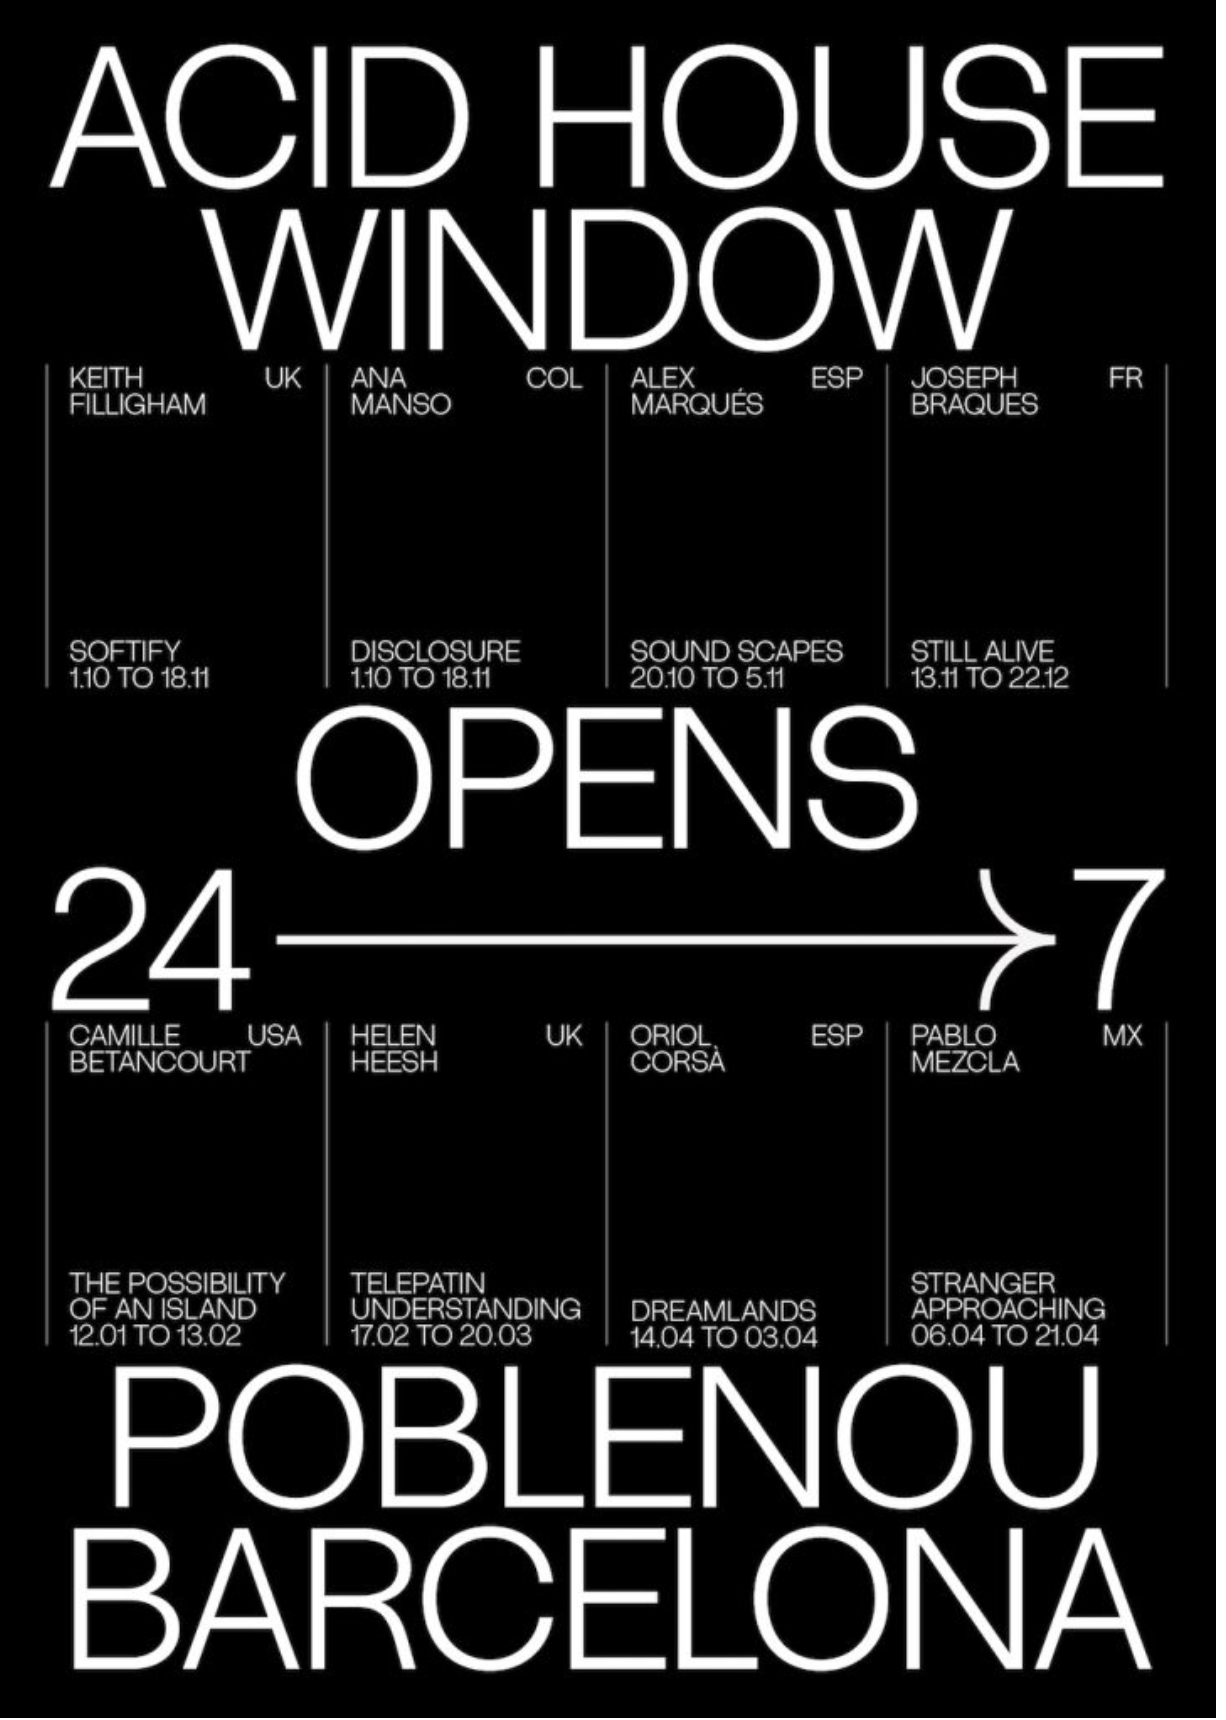 ACID HOUSE
WINDOW
KEITH
FILLIGHAM
UK
ANA
MANSO
COL
ALEX
MARQUÉS
ESP
JOSEPH
BRAQUES
FR
SOFTIFY
1.10 TO 18.11
DISCLOSURE
1.10 TO 18.11
SOUND SCAPES
20.10 TO 5.11
STILL ALIVE
13.11 TO 22.12
OPENS
24 → 7
CAMILLE
BETANCOURT
USA
HELEN
HEESH
UK
ORIOL
CORSÀ
ESP
PABLO
MEZCLA
MX
THE POSSIBILITY
OF AN ISLAND
12.01 TO 13.02
TELEPATIN
UNDERSTANDING
17.02 TO 20.03
DREAMLANDS
14.04 TO 03.04
STRANGER
APPROACHING
06.04 TO 21.04
POBLENOU
BARCELONA